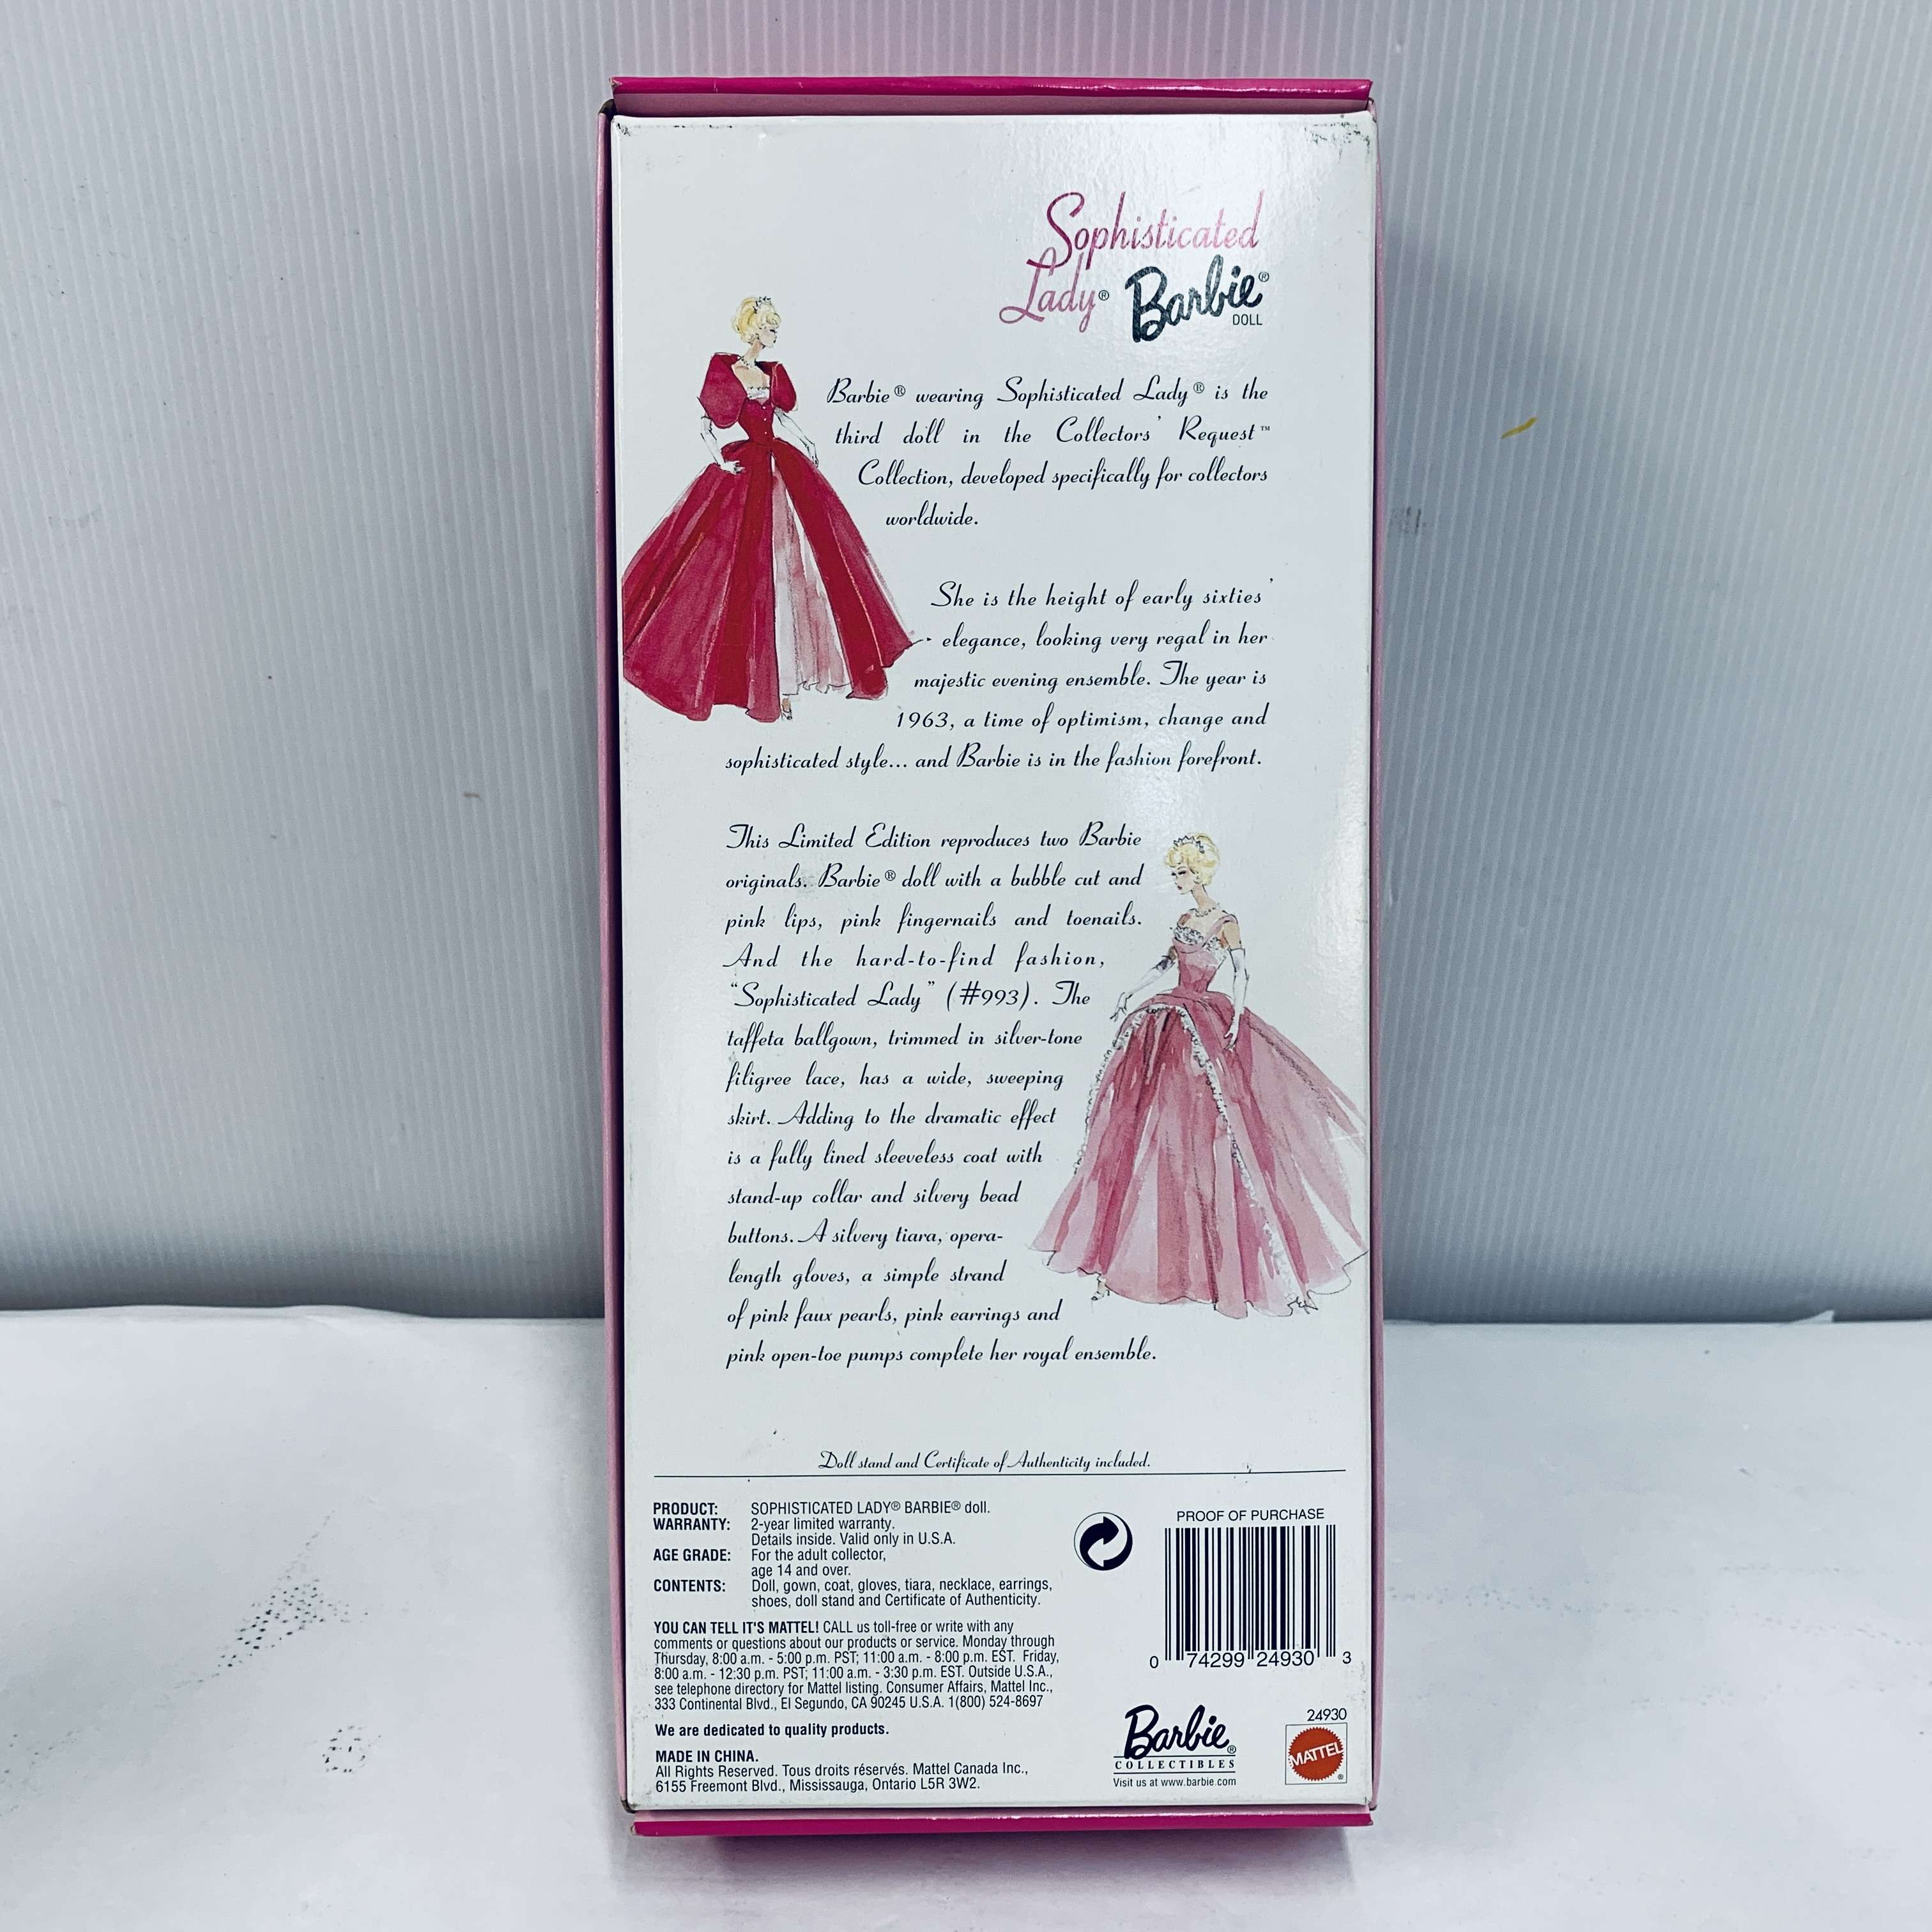 Sophisticated
Lady® Barbie®
DOLL
Barbie® wearing Sophisticated Lady® is the
third doll in the Collectors' Request™
Collection, developed specifically for collectors
worldwide.
She is the height of early sixties'
elegance, looking very regal in her
majestic evening ensemble. The year is
1963, a time of optimism, change and
sophisticated style... and Barbie is in the fashion forefront.
This Limited Edition reproduces two Barbie
originals. Barbie® doll with a bubble cut and
pink lips, pink fingernails and toenails.
And the hard-to-find fashion,
"Sophisticated Lady" (#993). The
taffeta ballgown, trimmed in silver-tone
filigree lace, has a wide, sweeping
skirt. Adding to the dramatic effect
is a fully lined sleeveless coat with
stand-up collar and silvery bead
buttons. A silvery tiara, opera-
length gloves, a simple strand
of pink faux pearls, pink earrings and
pink open-toe pumps complete her royal ensemble.
Doll stand and Certificate of Authenticity included.
PRODUCT: SOPHISTICATED LADY® BARBIE® doll.
WARRANTY: 2-year limited warranty.
Details inside. Valid only in U.S.A.
AGE GRADE: For the adult collector,
age 14 and over.
CONTENTS: Doll, gown, coat, gloves, tiara, necklace, earrings,
shoes, doll stand and Certificate of Authenticity.
YOU CAN TELL IT'S MATTEL! CALL us toll-free or write with any
comments or questions about our products or service. Monday through
Thursday, 8:00 a.m. - 5:00 p.m. PST; 11:00 a.m. - 8:00 p.m. EST. Friday,
8:00 a.m. - 12:30 p.m. PST; 11:00 a.m. - 3:30 p.m. EST. Outside U.S.A.,
see telephone directory for Mattel listing. Consumer Affairs, Mattel Inc.,
333 Continental Blvd., El Segundo, CA 90245 U.S.A. 1(800) 524-8697
We are dedicated to quality products.
MADE IN CHINA.
All Rights Reserved. Tous droits réservés. Mattel Canada Inc.,
6155 Freemont Blvd., Mississauga, Ontario L5R 3W2.
PROOF OF PURCHASE
0 74299 24930 3
Barbie®
COLLECTIBLES
Visit us at www.barbie.com
24930
MATTEL®